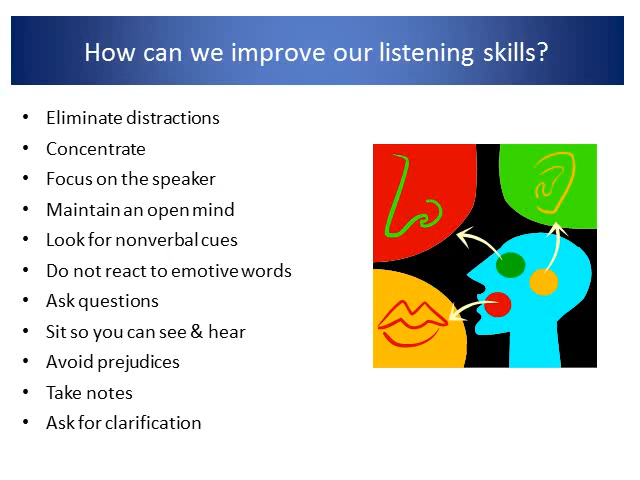 How can we improve our listening skills?
• Eliminate distractions
• Concentrate
• Focus on the speaker
• Maintain an open mind
• Look for nonverbal cues
• Do not react to emotive words
• Ask questions
• Sit so you can see & hear
• Avoid prejudices
• Take notes
• Ask for clarification